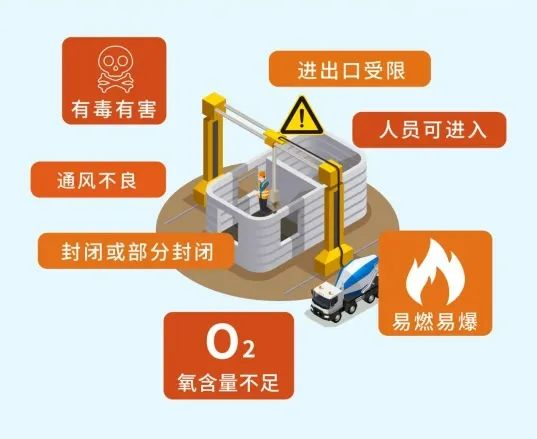 进出口受限
有毒有害
人员可进入
通风不良
封闭或部分封闭
易燃易爆
O2
氧含量不足